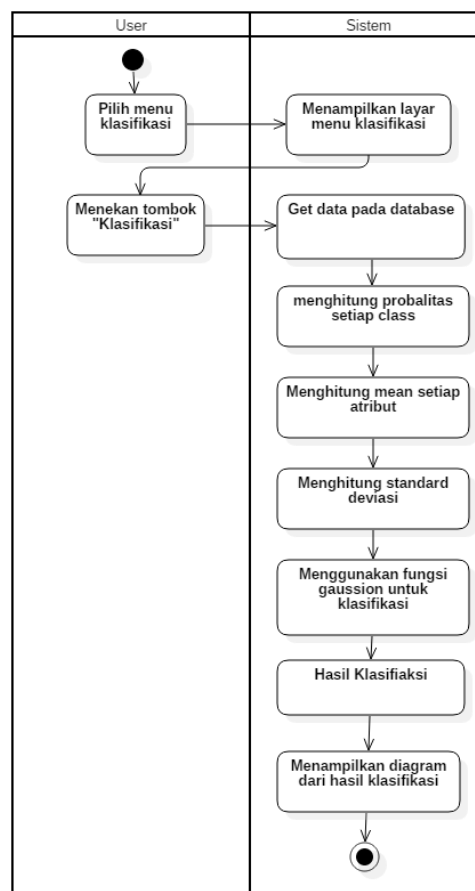 User
Sistem
Pilih menu
klasifikasi
Menampilkan layar
menu klasifikasi
Menekan tombok
"Klasifikasi"
Get data pada database
menghitung probalitas
setiap class
Menghitung mean setiap
atribut
Menghitung standard
deviasi
Menggunakan fungsi
gaussion untuk
klasifikasi
Hasil Klasifiaksi
Menampilkan diagram
dari hasil klasifikasi